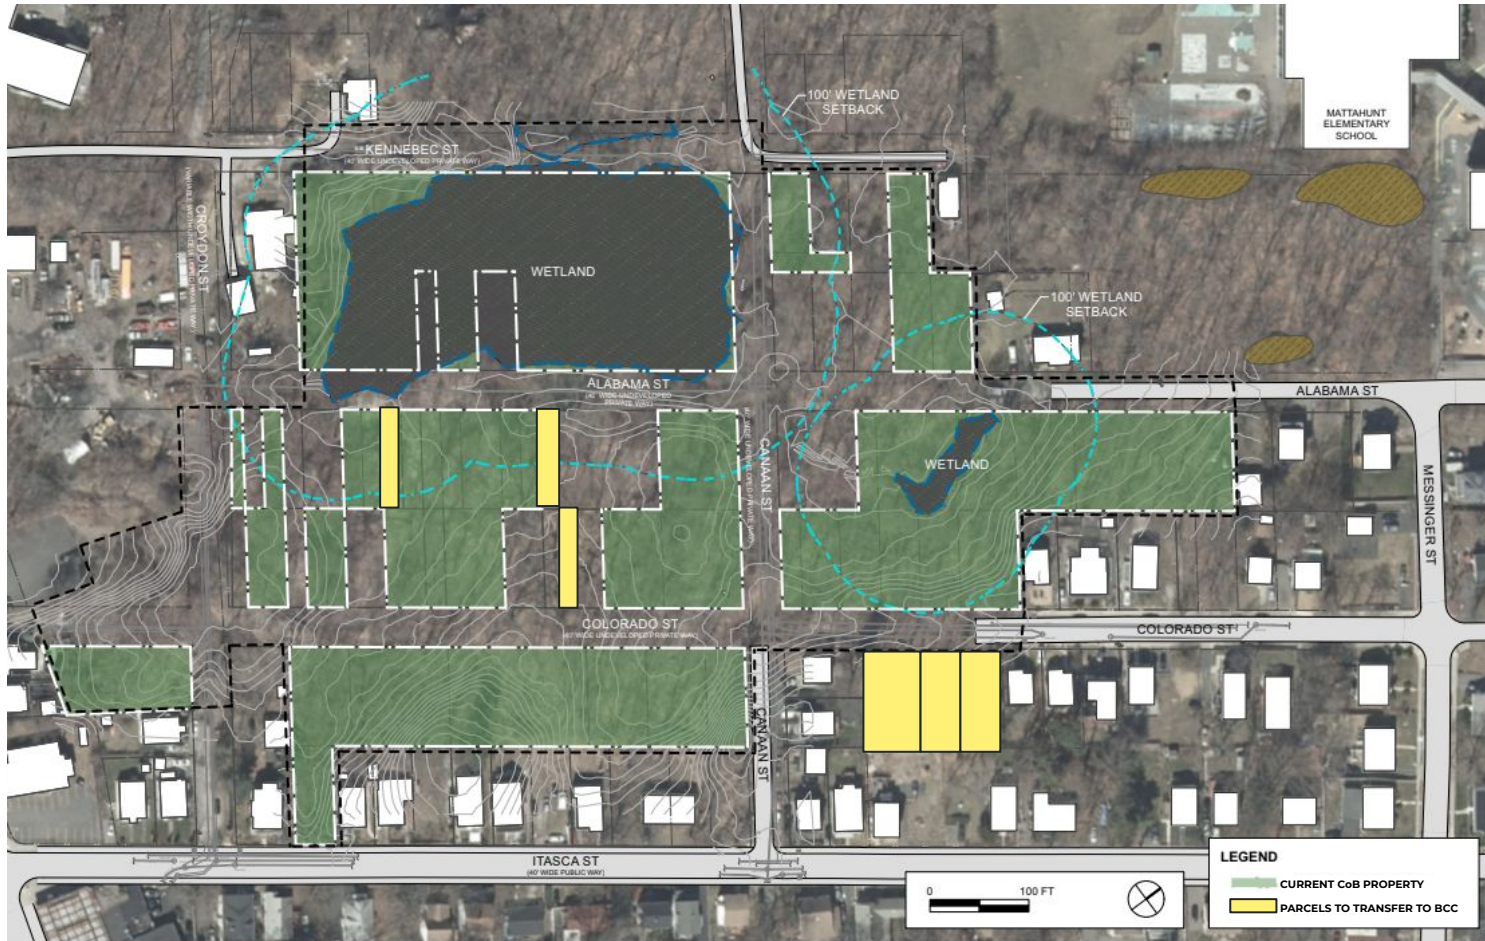 100' WETLAND
SETBACK
MATTAHUNT
ELEMENTARY
SCHOOL
KENNEBEC ST
(40' WIDE UNDEVELOPED PRIVATE WAY)
CROYDON ST
WETLAND
100' WETLAND
SETBACK
ALABAMA ST
(40' WIDE UNDEVELOPED
PRIVATE WAY)
ALABAMA ST
CANAAN ST
WETLAND
MESSINGER ST
COLORADO ST
(40' WIDE UNDEVELOPED PRIVATE WAY)
COLORADO ST
CANAAN ST
ITASCA ST
(40' WIDE PUBLIC WAY)
0 100 FT
LEGEND
CURRENT CoB PROPERTY
PARCELS TO TRANSFER TO BCC